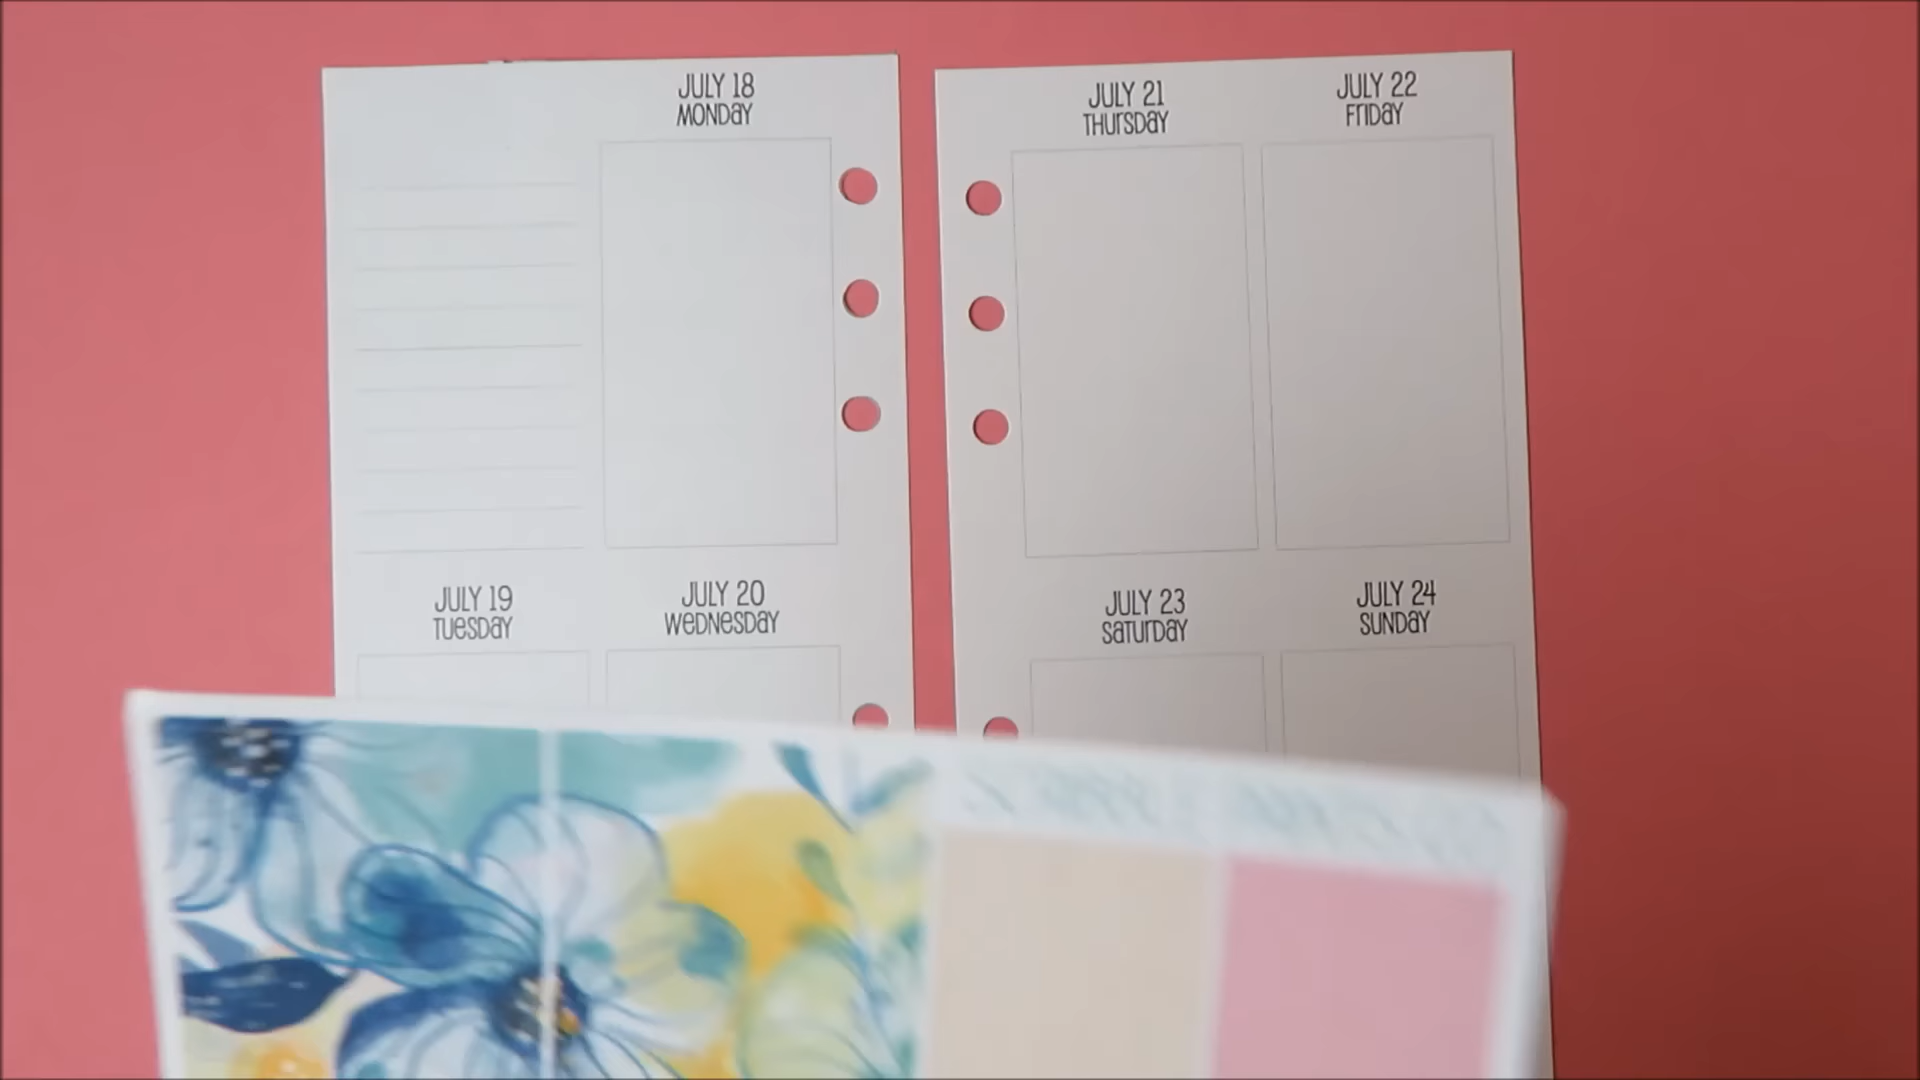 JULY 18
MONDAY
JULY 19
TUESDAY
JULY 20
WEDNESDAY
JULY 21
THURSDAY
JULY 22
FRIDAY
JULY 23
SATURDAY
JULY 24
SUNDAY